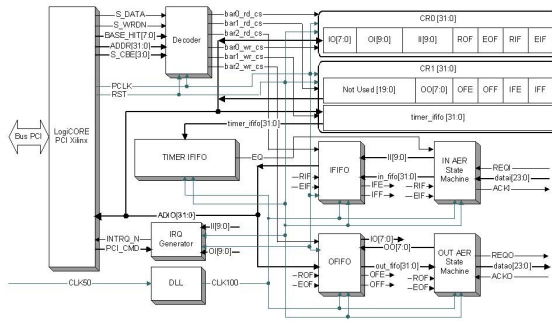 S_DATA
S_WRDN
BASE_HIT[7:0]
ADDR[31:0]
S_CBE[3:0]
PCLK
RST
Decoder
bar0_rd_cs
bar1_rd_cs
bar2_rd_cs
bar0_wr_cs
bar1_wr_cs
bar2_wr_cs
CR0 [31:0]
IO[7:0]
OI[9:0]
II[9:0]
ROF
EOF
RIF
EIF
CR1 [31:0]
Not Used [19:0]
OO[7:0]
OFE
OFF
IFE
IFF
timer_ififo[31:0]
timer_ififo[31:0]
Bus PCI
LogiCORE
PCI Xilinx
TIMER IFIFO
EQ
IFIFO
II[9:0]
in_fifo[31:0]
RIF
EIF
IFE
IFF
RIF
EIF
IN AER
State
Machine
REQI
datai[23:0]
ACKI
ADIO[31:0]
INTRQ_N
PCI_CMD
IRQ
Generator
II[9:0]
OI[9:0]
OFIFO
IO[7:0]
OO[7:0]
out_fifo[31:0]
ROF
EOF
OFE
OFF
ROF
EOF
OUT AER
State
Machine
REQO
datao[23:0]
ACKO
CLK50
DLL
CLK100